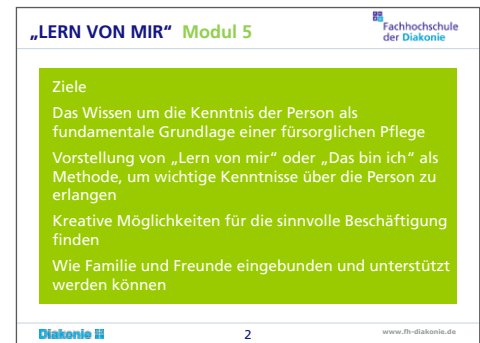 „LERN VON MIR“ Modul 5
Fachhochschule
der Diakonie
Ziele
Das Wissen um die Kenntnis der Person als
fundamentale Grundlage einer fürsorglichen Pflege
Vorstellung von „Lern von mir“ oder „Das bin ich“ als
Methode, um wichtige Kenntnisse über die Person zu
erlangen
Kreative Möglichkeiten für die sinnvolle Beschäftigung
finden
Wie Familie und Freunde eingebunden und unterstützt
werden können
Diakonie
2
www.fh-diakonie.de